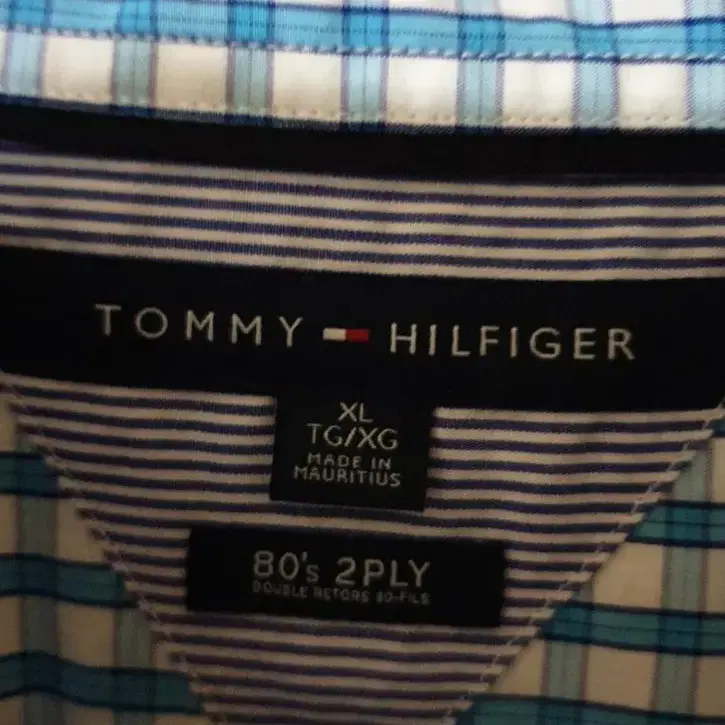 TOMMY HILFIGER
XL
TG/XG
MADE IN
MAURITIUS
80's 2PLY
DOUBLE RETORS 80-FILS